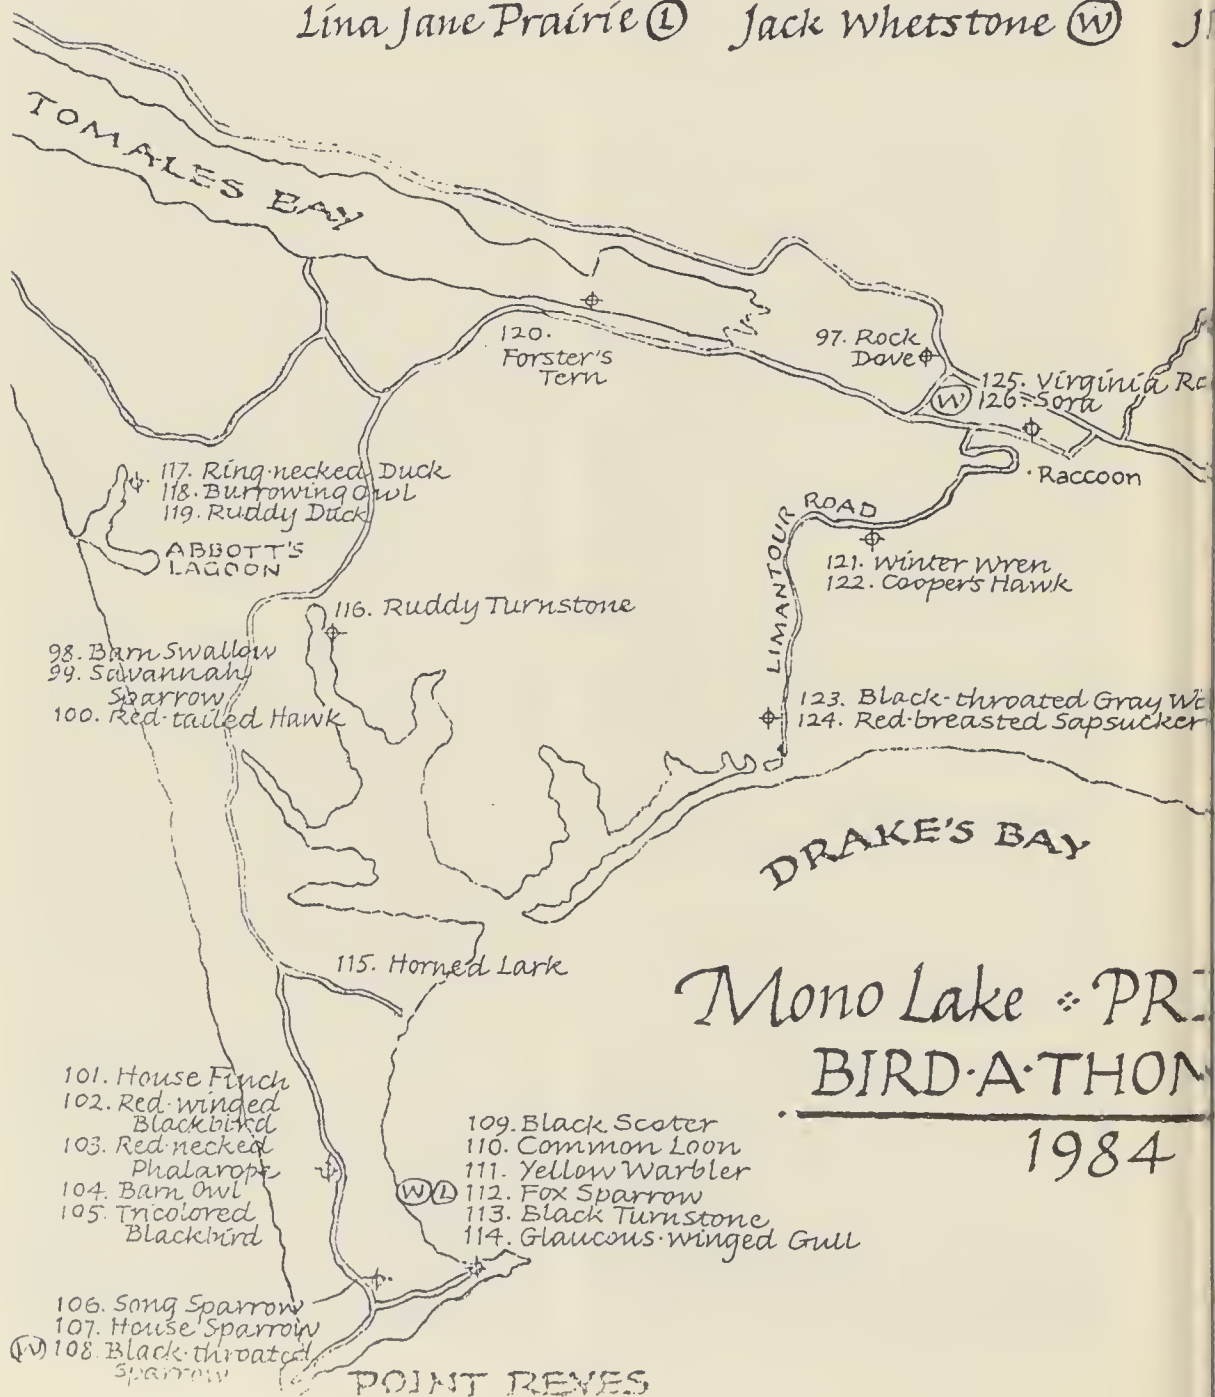 Lina Jane Prairie Ⓛ Jack Whetstone Ⓦ
TOMALES BAY
120.
Forster's
Tern
97. Rock
Dove
125. Virginia
Ⓦ 126. Sora
Raccoon
117. Ring-necked Duck
118. Burrowing Owl
119. Ruddy Duck
ABBOTT'S
LAGOON
LIMANTOUR ROAD
121. Winter Wren
122. Cooper's Hawk
116. Ruddy Turnstone
98. Barn Swallow
99. Savannah
Sparrow
100. Red-tailed Hawk
123. Black-throated Gray
124. Red-breasted Sapsucker
DRAKE'S BAY
115. Horned Lark
Mono Lake PR
BIRD·A·THON
1984
101. House Finch
102. Red-winged
Blackbird
103. Red-necked
Phalarope
104. Barn Owl
105. Tricolored
Blackbird
109. Black Scoter
110. Common Loon
111. Yellow Warbler
Ⓦ Ⓛ 112. Fox Sparrow
113. Black Turnstone
114. Glaucous-winged Gull
106. Song Sparrow
107. House Sparrow
Ⓦ 108. Black-throated
Sparrow
POINT REYES